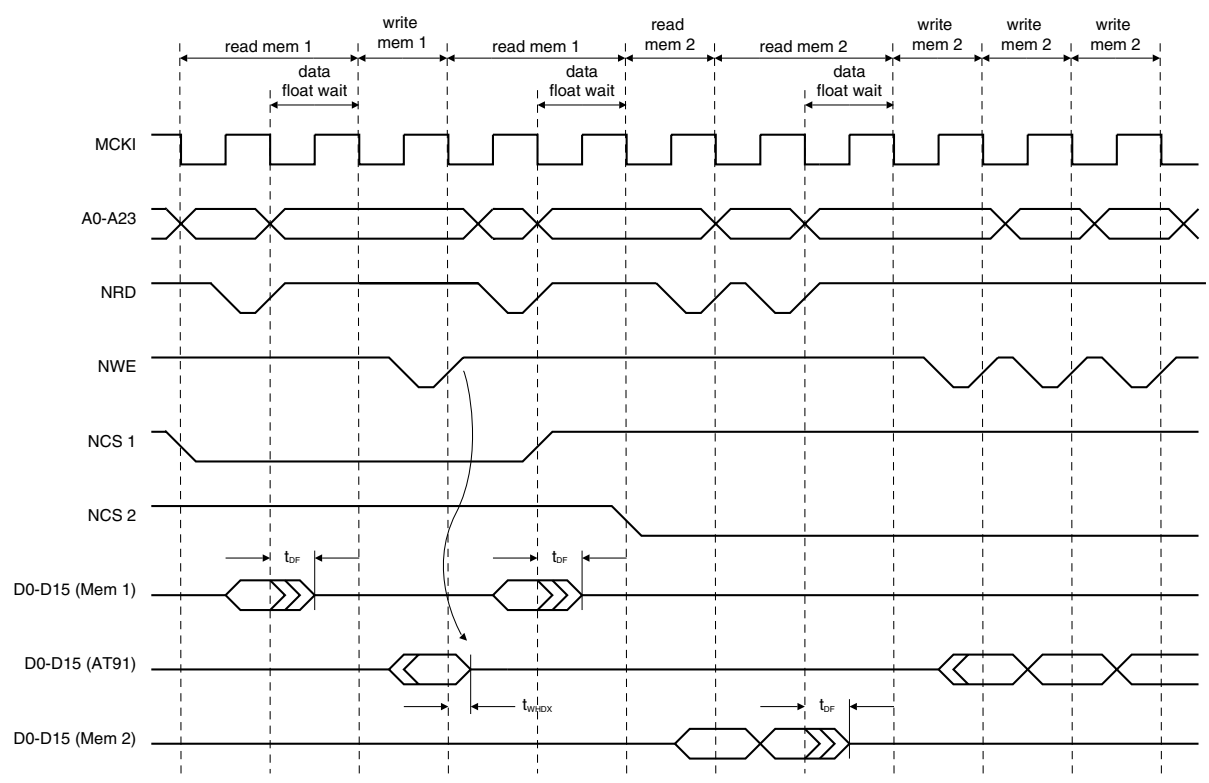 read mem 1
write
mem 1
read mem 1
read
mem 2
read mem 2
write
mem 2
write
mem 2
write
mem 2
data
float wait
data
float wait
data
float wait
MCKI
A0-A23
NRD
NWE
NCS 1
NCS 2
tDF
tDF
D0-D15 (Mem 1)
D0-D15 (AT91)
tWHDX
tDF
D0-D15 (Mem 2)